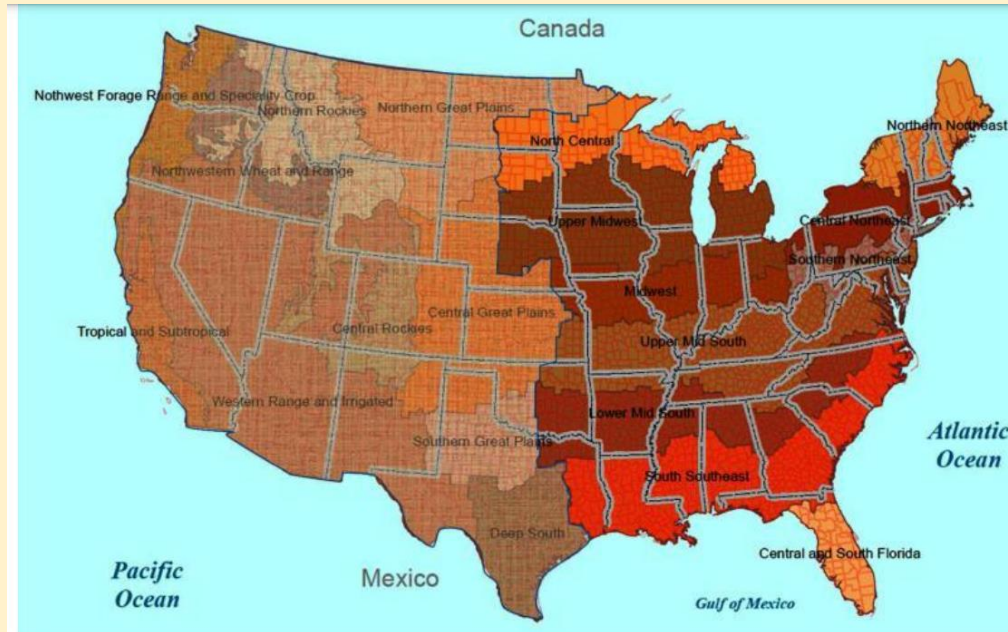 Canada
Nothwest Forage Range and Speciality Crop
Northern Rockies
Northern Great Plains
North Central
Northern Northeast
Northwestern Wheat and Range
Upper Midwest
Central Northeast
Southern Northeast
Midwest
Central Great Plains
Tropical and Subtropical
Central Rockies
Upper Mid South
Western Range and Irrigated
Lower Mid South
Southern Great Plains
Atlantic
Ocean
South Southeast
Deep South
Central and South Florida
Pacific
Ocean
Mexico
Gulf of Mexico